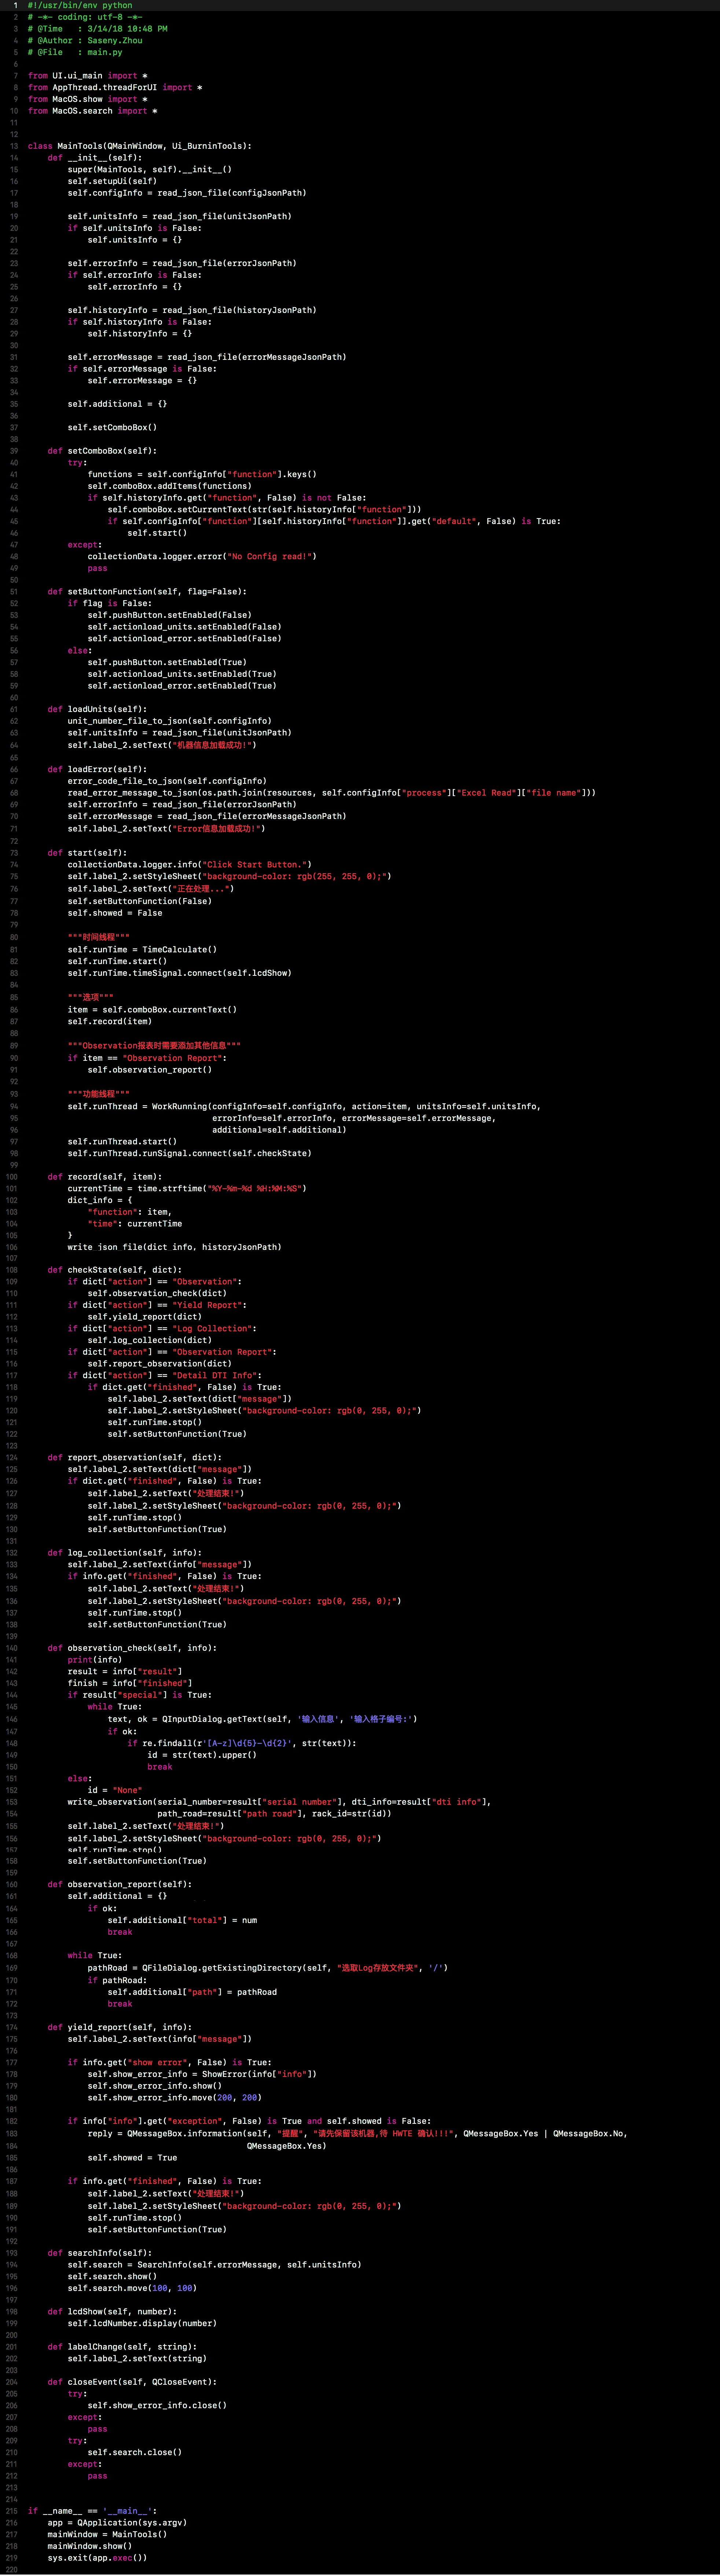 1 #!/usr/bin/env python
2 # -*- coding: utf-8 -*-
3 # @Time   : 3/14/18 10:48 PM
4 # @Author : Saseny.Zhou
5 # @File   : main.py
6
7 from UI.ui_main import *
8 from AppThread.threadForUI import *
9 from MacOS.show import *
10 from MacOS.search import *
11
12
13 class MainTools(QMainWindow, Ui_BurninTools):
14     def __init__(self):
15         super(MainTools, self).__init__()
16         self.setupUi(self)
17         self.configInfo = read_json_file(configJsonPath)
18
19         self.unitsInfo = read_json_file(unitJsonPath)
20         if self.unitsInfo is False:
21             self.unitsInfo = {}
22
23         self.errorInfo = read_json_file(errorJsonPath)
24         if self.errorInfo is False:
25             self.errorInfo = {}
26
27         self.historyInfo = read_json_file(historyJsonPath)
28         if self.historyInfo is False:
29             self.historyInfo = {}
30
31         self.errorMessage = read_json_file(errorMessageJsonPath)
32         if self.errorMessage is False:
33             self.errorMessage = {}
34
35         self.additional = {}
36
37         self.setComboBox()
38
39     def setComboBox(self):
40         try:
41             functions = self.configInfo["function"].keys()
42             self.comboBox.addItems(functions)
43             if self.historyInfo.get("function", False) is not False:
44                 self.comboBox.setCurrentText(str(self.historyInfo["function"]))
45                 if self.configInfo["function"][self.historyInfo["function"]].get("default", False) is True:
46                     self.start()
47         except:
48             collectionData.logger.error("No Config read!")
49             pass
50
51     def setButtonFunction(self, flag=False):
52         if flag is False:
53             self.pushButton.setEnabled(False)
54             self.actionload_units.setEnabled(False)
55             self.actionload_error.setEnabled(False)
56         else:
57             self.pushButton.setEnabled(True)
58             self.actionload_units.setEnabled(True)
59             self.actionload_error.setEnabled(True)
60
61     def loadUnits(self):
62         unit_number_file_to_json(self.configInfo)
63         self.unitsInfo = read_json_file(unitJsonPath)
64         self.label_2.setText("机器信息加载成功!")
65
66     def loadError(self):
67         error_code_file_to_json(self.configInfo)
68         read_error_message_to_json(os.path.join(resources, self.configInfo["process"]["Excel Read"]["file name"]))
69         self.errorInfo = read_json_file(errorJsonPath)
70         self.errorMessage = read_json_file(errorMessageJsonPath)
71         self.label_2.setText("Error信息加载成功!")
72
73     def start(self):
74         collectionData.logger.info("Click Start Button.")
75         self.label_2.setStyleSheet("background-color: rgb(255, 255, 0);")
76         self.label_2.setText("正在处理...")
77         self.setButtonFunction(False)
78         self.showed = False
79
80         """时间线程"""
81         self.runTime = TimeCalculate()
82         self.runTime.start()
83         self.runTime.timeSignal.connect(self.lcdShow)
84
85         """选项"""
86         item = self.comboBox.currentText()
87         self.record(item)
88
89         """Observation报表时需要添加其他信息"""
90         if item == "Observation Report":
91             self.observation_report()
92
93         """功能线程"""
94         self.runThread = WorkRunning(configInfo=self.configInfo, action=item, unitsInfo=self.unitsInfo,
95                                      errorInfo=self.errorInfo, errorMessage=self.errorMessage,
96                                      additional=self.additional)
97         self.runThread.start()
98         self.runThread.runSignal.connect(self.checkState)
99
100     def record(self, item):
101         currentTime = time.strftime("%Y-%m-%d %H:%M:%S")
102         dict_info = {
103             "function": item,
104             "time": currentTime
105         }
106         write_json_file(dict_info, historyJsonPath)
107
108     def checkState(self, dict):
109         if dict["action"] == "Observation":
110             self.observation_check(dict)
111         if dict["action"] == "Yield Report":
112             self.yield_report(dict)
113         if dict["action"] == "Log Collection":
114             self.log_collection(dict)
115         if dict["action"] == "Observation Report":
116             self.report_observation(dict)
117         if dict["action"] == "Detail DTI Info":
118             if dict.get("finished", False) is True:
119                 self.label_2.setText(dict["message"])
120                 self.label_2.setStyleSheet("background-color: rgb(0, 255, 0);")
121                 self.runTime.stop()
122                 self.setButtonFunction(True)
123
124     def report_observation(self, dict):
125         self.label_2.setText(dict["message"])
126         if dict.get("finished", False) is True:
127             self.label_2.setText("处理结束!")
128             self.label_2.setStyleSheet("background-color: rgb(0, 255, 0);")
129             self.runTime.stop()
130             self.setButtonFunction(True)
131
132     def log_collection(self, info):
133         self.label_2.setText(info["message"])
134         if info.get("finished", False) is True:
135             self.label_2.setText("处理结束!")
136             self.label_2.setStyleSheet("background-color: rgb(0, 255, 0);")
137             self.runTime.stop()
138             self.setButtonFunction(True)
139
140     def observation_check(self, info):
141         print(info)
142         result = info["result"]
143         finish = info["finished"]
144         if result["special"] is True:
145             while True:
146                 text, ok = QInputDialog.getText(self, '输入信息', '输入格子编号:')
147                 if ok:
148                     if re.findall(r'[A-z]\d{5}-\d{2}', str(text)):
149                         id = str(text).upper()
150                         break
151         else:
152             id = "None"
153         write_observation(serial_number=result["serial number"], dti_info=result["dti info"],
154                           path_road=result["path road"], rack_id=str(id))
155         self.label_2.setText("处理结束!")
156         self.label_2.setStyleSheet("background-color: rgb(0, 255, 0);")
157         self.runTime.stop()
158         self.setButtonFunction(True)
159
160     def observation_report(self):
161         self.additional = {}
164             if ok:
165                 self.additional["total"] = num
166                 break
167
168         while True:
169             pathRoad = QFileDialog.getExistingDirectory(self, "选取Log存放文件夹", '/')
170             if pathRoad:
171                 self.additional["path"] = pathRoad
172                 break
173
174     def yield_report(self, info):
175         self.label_2.setText(info["message"])
176
177         if info.get("show error", False) is True:
178             self.show_error_info = ShowError(info["info"])
179             self.show_error_info.show()
180             self.show_error_info.move(200, 200)
181
182         if info["info"].get("exception", False) is True and self.showed is False:
183             reply = QMessageBox.information(self, "提醒", "请先保留该机器,待 HWTE 确认!!!", QMessageBox.Yes | QMessageBox.No,
184                                             QMessageBox.Yes)
185             self.showed = True
186
187         if info.get("finished", False) is True:
188             self.label_2.setText("处理结束!")
189             self.label_2.setStyleSheet("background-color: rgb(0, 255, 0);")
190             self.runTime.stop()
191             self.setButtonFunction(True)
192
193     def searchInfo(self):
194         self.search = SearchInfo(self.errorMessage, self.unitsInfo)
195         self.search.show()
196         self.search.move(100, 100)
197
198     def lcdShow(self, number):
199         self.lcdNumber.display(number)
200
201     def labelChange(self, string):
202         self.label_2.setText(string)
203
204     def closeEvent(self, QCloseEvent):
205         try:
206             self.show_error_info.close()
207         except:
208             pass
209         try:
210             self.search.close()
211         except:
212             pass
213
214
215 if __name__ == '__main__':
216     app = QApplication(sys.argv)
217     mainWindow = MainTools()
218     mainWindow.show()
219     sys.exit(app.exec())
220